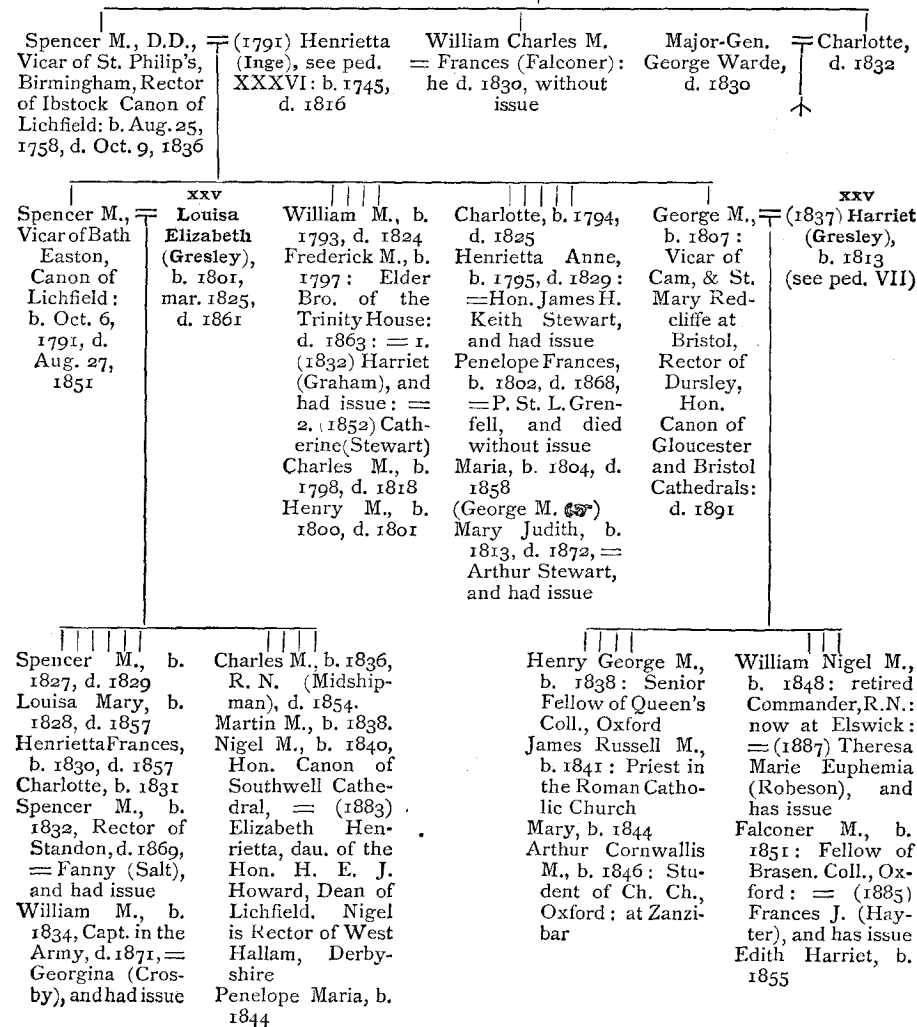 Spencer M., D.D.,
Vicar of St. Philip's,
Birmingham, Rector
of Ibstock Canon of
Lichfield: b. Aug. 25,
1758, d. Oct. 9, 1836
= (1791) Henrietta
(Inge), see ped.
XXXVI: b. 1745,
d. 1816
William Charles M.
= Frances (Falconer):
he d. 1830, without
issue
Major-Gen.
George Warde,
d. 1830
= Charlotte,
d. 1832
Spencer M., =
Vicar of Bath
Easton,
Canon of
Lichfield:
b. Oct. 6,
1791, d.
Aug. 27,
1851
XXV
Louisa
Elizabeth
(Gresley),
b. 1801,
mar. 1825,
d. 1861
William M., b.
1793, d. 1824
Frederick M., b.
1797: Elder
Bro. of the
Trinity House:
d. 1863: = 1.
(1832) Harriet
(Graham), and
had issue: =
2. (1852) Cath-
erine (Stewart)
Charles M., b.
1798, d. 1818
Henry M., b.
1800, d. 1801
Charlotte, b. 1794,
d. 1825
Henrietta Anne,
b. 1795, d. 1829:
=Hon. James H.
Keith Stewart,
and had issue
Penelope Frances,
b. 1802, d. 1868,
=P. St. L. Gren-
fell, and died
without issue
Maria, b. 1804, d.
1858
(George M. ☞)
Mary Judith, b.
1813, d. 1872, =
Arthur Stewart,
and had issue
George M., =
b. 1807:
Vicar of
Cam, & St.
Mary Red-
cliffe at
Bristol,
Rector of
Dursley,
Hon.
Canon of
Gloucester
and Bristol
Cathedrals:
d. 1891
XXV
(1837) Harriet
(Gresley),
b. 1813
(see ped. VII)
Spencer M., b.
1827, d. 1829
Louisa Mary, b.
1828, d. 1857
Henrietta Frances,
b. 1830, d. 1857
Charlotte, b. 1831
Spencer M., b.
1832, Rector of
Standon, d. 1869,
= Fanny (Salt),
and had issue
William M., b.
1834, Capt. in the
Army, d. 1871, =
Georgina (Cros-
by), and had issue
Charles M., b. 1836,
R. N. (Midship-
man), d. 1854.
Martin M., b. 1838.
Nigel M., b. 1840,
Hon. Canon of
Southwell Cathe-
dral, = (1883)
Elizabeth Hen-
rietta, dau. of the
Hon. H. E. J.
Howard, Dean of
Lichfield. Nigel
is Rector of West
Hallam, Derby-
shire
Penelope Maria, b.
1844
Henry George M.,
b. 1838: Senior
Fellow of Queen's
Coll., Oxford
James Russell M.,
b. 1841: Priest in
the Roman Catho-
lic Church
Mary, b. 1844
Arthur Cornwallis
M., b. 1846: Stu-
dent of Ch. Ch.,
Oxford: at Zanzi-
bar
William Nigel M.,
b. 1848: retired
Commander, R.N.:
now at Elswick:
= (1887) Theresa
Marie Euphemia
(Robeson), and
has issue
Falconer M., b.
1851: Fellow of
Brasen. Coll., Ox-
ford: = (1885)
Frances J. (Hay-
ter), and has issue
Edith Harriet, b.
1855